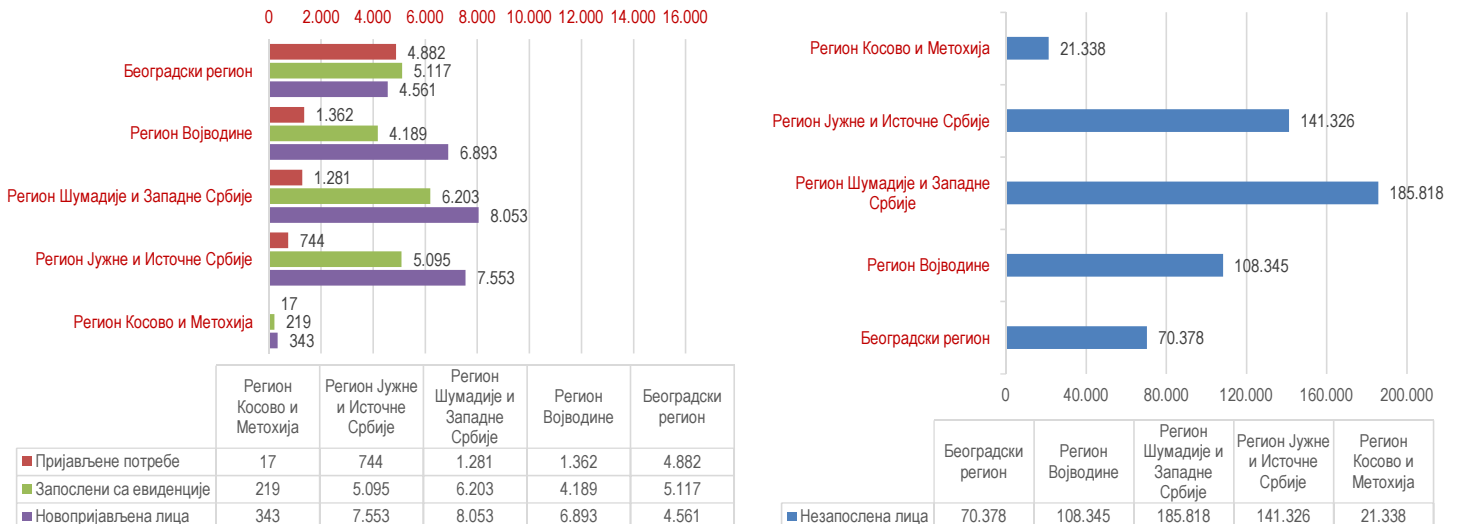 0 2.000 4.000 6.000 8.000 10.000 12.000 14.000 16.000
Београдски регион
4.882
5.117
4.561
Регион Војводине
1.362
4.189
6.893
Регион Шумадије и Западне Србије
1.281
6.203
8.053
Регион Јужне и Источне Србије
744
5.095
7.553
Регион Косово и Метохија
17
219
343
Регион
Косово и
Метохија
Регион Јужне
и Источне
Србије
Регион
Шумадије и
Западне
Србије
Регион
Војводине
Београдски
регион
Пријављене потребе 17 744 1.281 1.362 4.882
Запослени са евиденције 219 5.095 6.203 4.189 5.117
Новопријављена лица 343 7.553 8.053 6.893 4.561
Регион Косово и Метохија
21.338
Регион Јужне и Источне Србије
141.326
Регион Шумадије и Западне
Србије
185.818
Регион Војводине
108.345
Београдски регион
70.378
0 40.000 80.000 120.000 160.000 200.000
Београдски
регион
Регион
Војводине
Регион
Шумадије и
Западне
Србије
Регион Јужне
и Источне
Србије
Регион
Косово и
Метохија
Незапослена лица 70.378 108.345 185.818 141.326 21.338